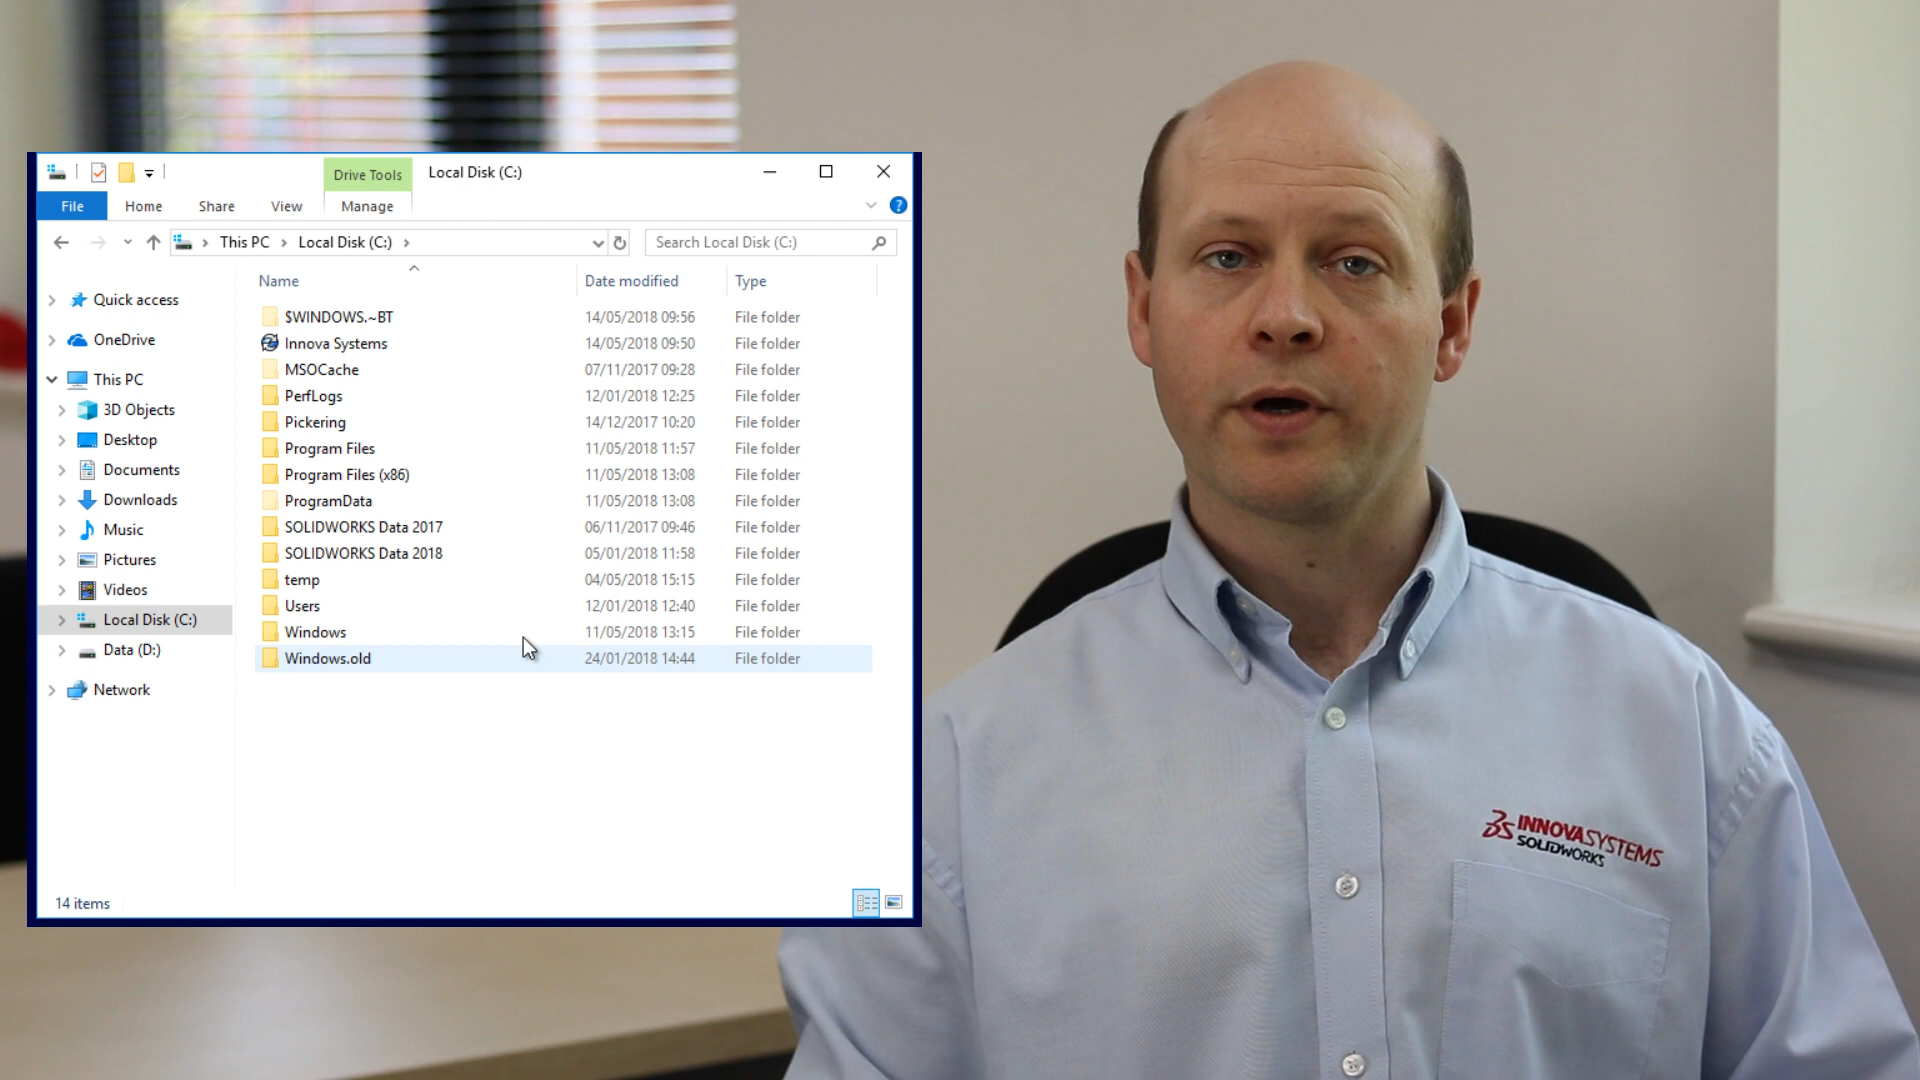 Drive Tools
Local Disk (C:)
File
Home
Share
View
Manage
This PC
Local Disk (C:)
Search Local Disk (C:)
Name
Date modified
Type
Quick access
OneDrive
This PC
3D Objects
Desktop
Documents
Downloads
Music
Pictures
Videos
Local Disk (C:)
Data (D:)
Network
$WINDOWS.~BT 14/05/2018 09:56 File folder
Innova Systems 14/05/2018 09:50 File folder
MSOCache 07/11/2017 09:28 File folder
PerfLogs 12/01/2018 12:25 File folder
Pickering 14/12/2017 10:20 File folder
Program Files 11/05/2018 11:57 File folder
Program Files (x86) 11/05/2018 13:08 File folder
ProgramData 11/05/2018 13:08 File folder
SOLIDWORKS Data 2017 06/11/2017 09:46 File folder
SOLIDWORKS Data 2018 05/01/2018 11:58 File folder
temp 04/05/2018 15:15 File folder
Users 12/01/2018 12:40 File folder
Windows 11/05/2018 13:15 File folder
Windows.old 24/01/2018 14:44 File folder
14 items
INNOVASYSTEMS
SOLIDWORKS